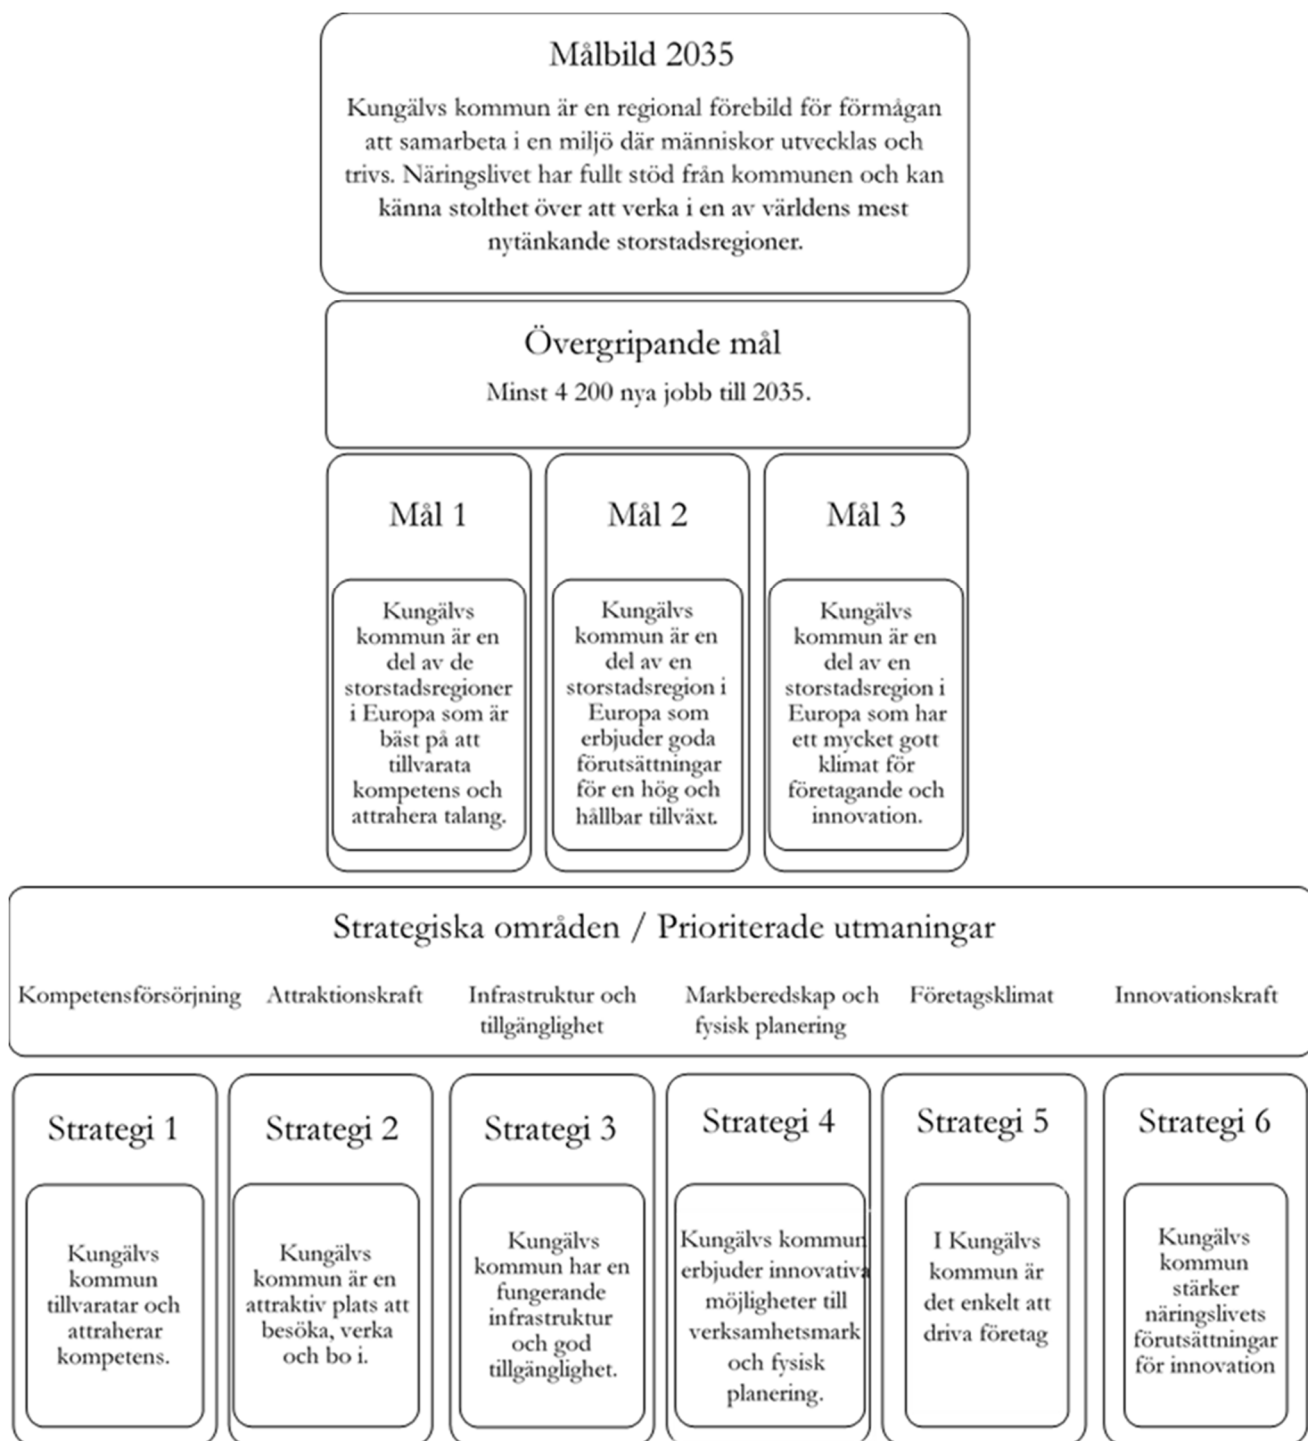 Målbild 2035
Kungälvs kommun är en regional förebild för förmågan
att samarbeta i en miljö där människor utvecklas och
trivs. Näringslivet har fullt stöd från kommunen och kan
känna stolthet över att verka i en av världens mest
nytänkande storstadsregioner.
Övergripande mål
Minst 4 200 nya jobb till 2035.
Mål 1
Kungälvs
kommun är en
del av de
storstadsregioner
i Europa som är
bäst på att
tillvarata
kompetens och
attrahera talang.
Mål 2
Kungälvs
kommun är en
del av en
storstadsregion i
Europa som
erbjuder goda
förutsättningar
för en hög och
hållbar tillväxt.
Mål 3
Kungälvs
kommun är en
del av en
storstadsregion i
Europa som har
ett mycket gott
klimat för
företagande och
innovation.
Strategiska områden / Prioriterade utmaningar
Kompetensförsörjning
Attraktionskraft
Infrastruktur och
tillgänglighet
Markberedskap och
fysisk planering
Företagsklimat
Innovationskraft
Strategi 1
Kungälvs
kommun
tillvaratar och
attraherar
kompetens.
Strategi 2
Kungälvs
kommun är en
attraktiv plats att
besöka, verka
och bo i.
Strategi 3
Kungälvs
kommun har en
fungerande
infrastruktur
och god
tillgänglighet.
Strategi 4
Kungälvs kommun
erbjuder innovativa
möjligheter till
verksamhetsmark
och fysisk
planering.
Strategi 5
I Kungälvs
kommun är
det enkelt att
driva företag
Strategi 6
Kungälvs
kommun
stärker
näringslivets
förutsättningar
för innovation